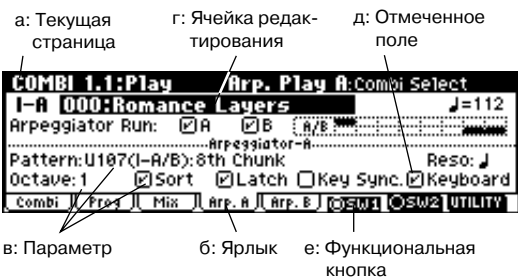 а: Текущая страница
г: Ячейка редак-тирования
д: Отмеченное поле
COMBI 1.1:Play Arp. Play A:Combi Select
I-A 000:Romance Layers ♩=112
Arpeggiator Run: ☑A ☑B A/B
Arpeggiator-A
Pattern:U107(I-A/B):8th Chunk Reso:♩
Octave:1 ☑Sort ☑Latch ☐Key Sync. ☑Keyboard
Combi Prog Mix Arp. A Arp. B SW1 SW2 UTILITY
в: Параметр
б: Ярлык
е: Функциональная кнопка